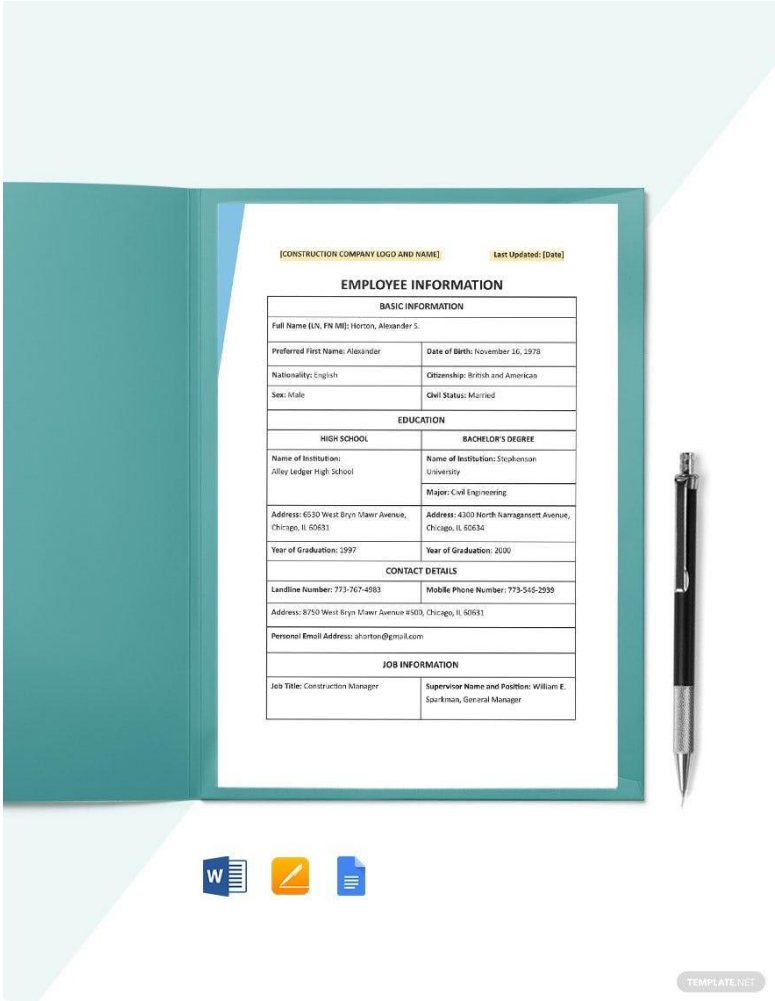 [CONSTRUCTION COMPANY LOGO AND NAME] Last Updated: [Date]
EMPLOYEE INFORMATION
BASIC INFORMATION
Full Name (LN, FN MI): Horton, Alexander S.
Preferred First Name: Alexander Date of Birth: November 16, 1978
Nationality: English Citizenship: British and American
Sex: Male Civil Status: Married
EDUCATION
HIGH SCHOOL BACHELOR'S DEGREE
Name of Institution:
Alley Ledger High School
Name of Institution: Stephenson
University
Major: Civil Engineering
Address: 6530 West Bryn Mawr Avenue,
Chicago, IL 60631
Address: 4300 North Narragansett Avenue,
Chicago, IL 60634
Year of Graduation: 1997 Year of Graduation: 2000
CONTACT DETAILS
Landline Number: 773-767-4983 Mobile Phone Number: 773-546-2939
Address: 8750 West Bryn Mawr Avenue #500, Chicago, IL 60631
Personal Email Address: ahorton@gmail.com
JOB INFORMATION
Job Title: Construction Manager
Supervisor Name and Position: William E.
Sparkman, General Manager
W
TEMPLATE.NET